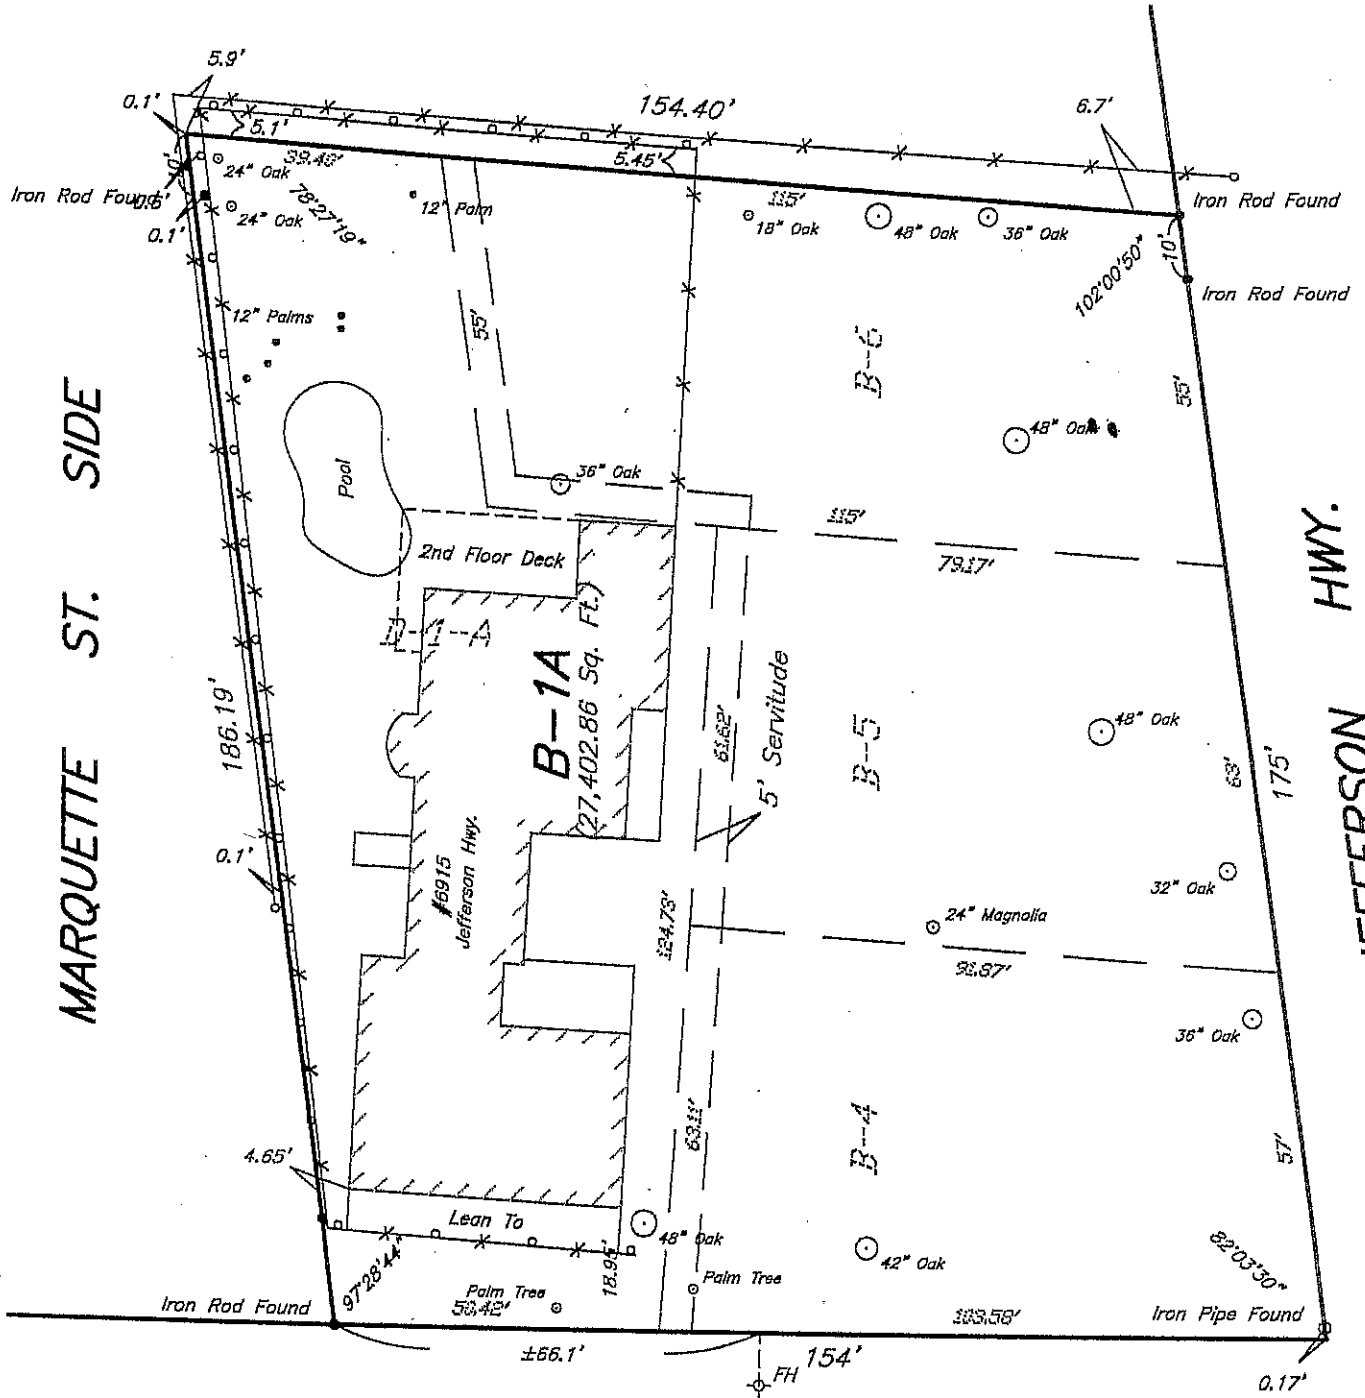 5.9'
0.1'
154.40'
6.7'
5.1'
5.45'
39.43'
24" Oak
Iron Rod Found
0.1'
24" Oak
78°27'19"
12" Palm
115'
18" Oak
48" Oak
36" Oak
Iron Rod Found
10'
102°00'50"
Iron Rod Found
12" Palms
55'
B-6
55'
48" Oak
MARQUETTE ST. SIDE
Pool
36" Oak
115'
79.17'
JEFFERSON HWY.
2nd Floor Deck
B-1A
(27,402.86 Sq. Ft.)
5' Servitude
61.62'
186.19'
B-5
48" Oak
63'
175'
0.1'
#6915
Jefferson Hwy.
32" Oak
24" Magnolia
124.73'
91.87'
36" Oak
63.11'
B-4
57'
4.65'
Lean To
48" Oak
42" Oak
82°03'30"
97°28'44"
18.95'
Palm Tree
Palm Tree
Iron Rod Found
50.42'
103.58'
Iron Pipe Found
±66.1'
154'
FH
0.17'